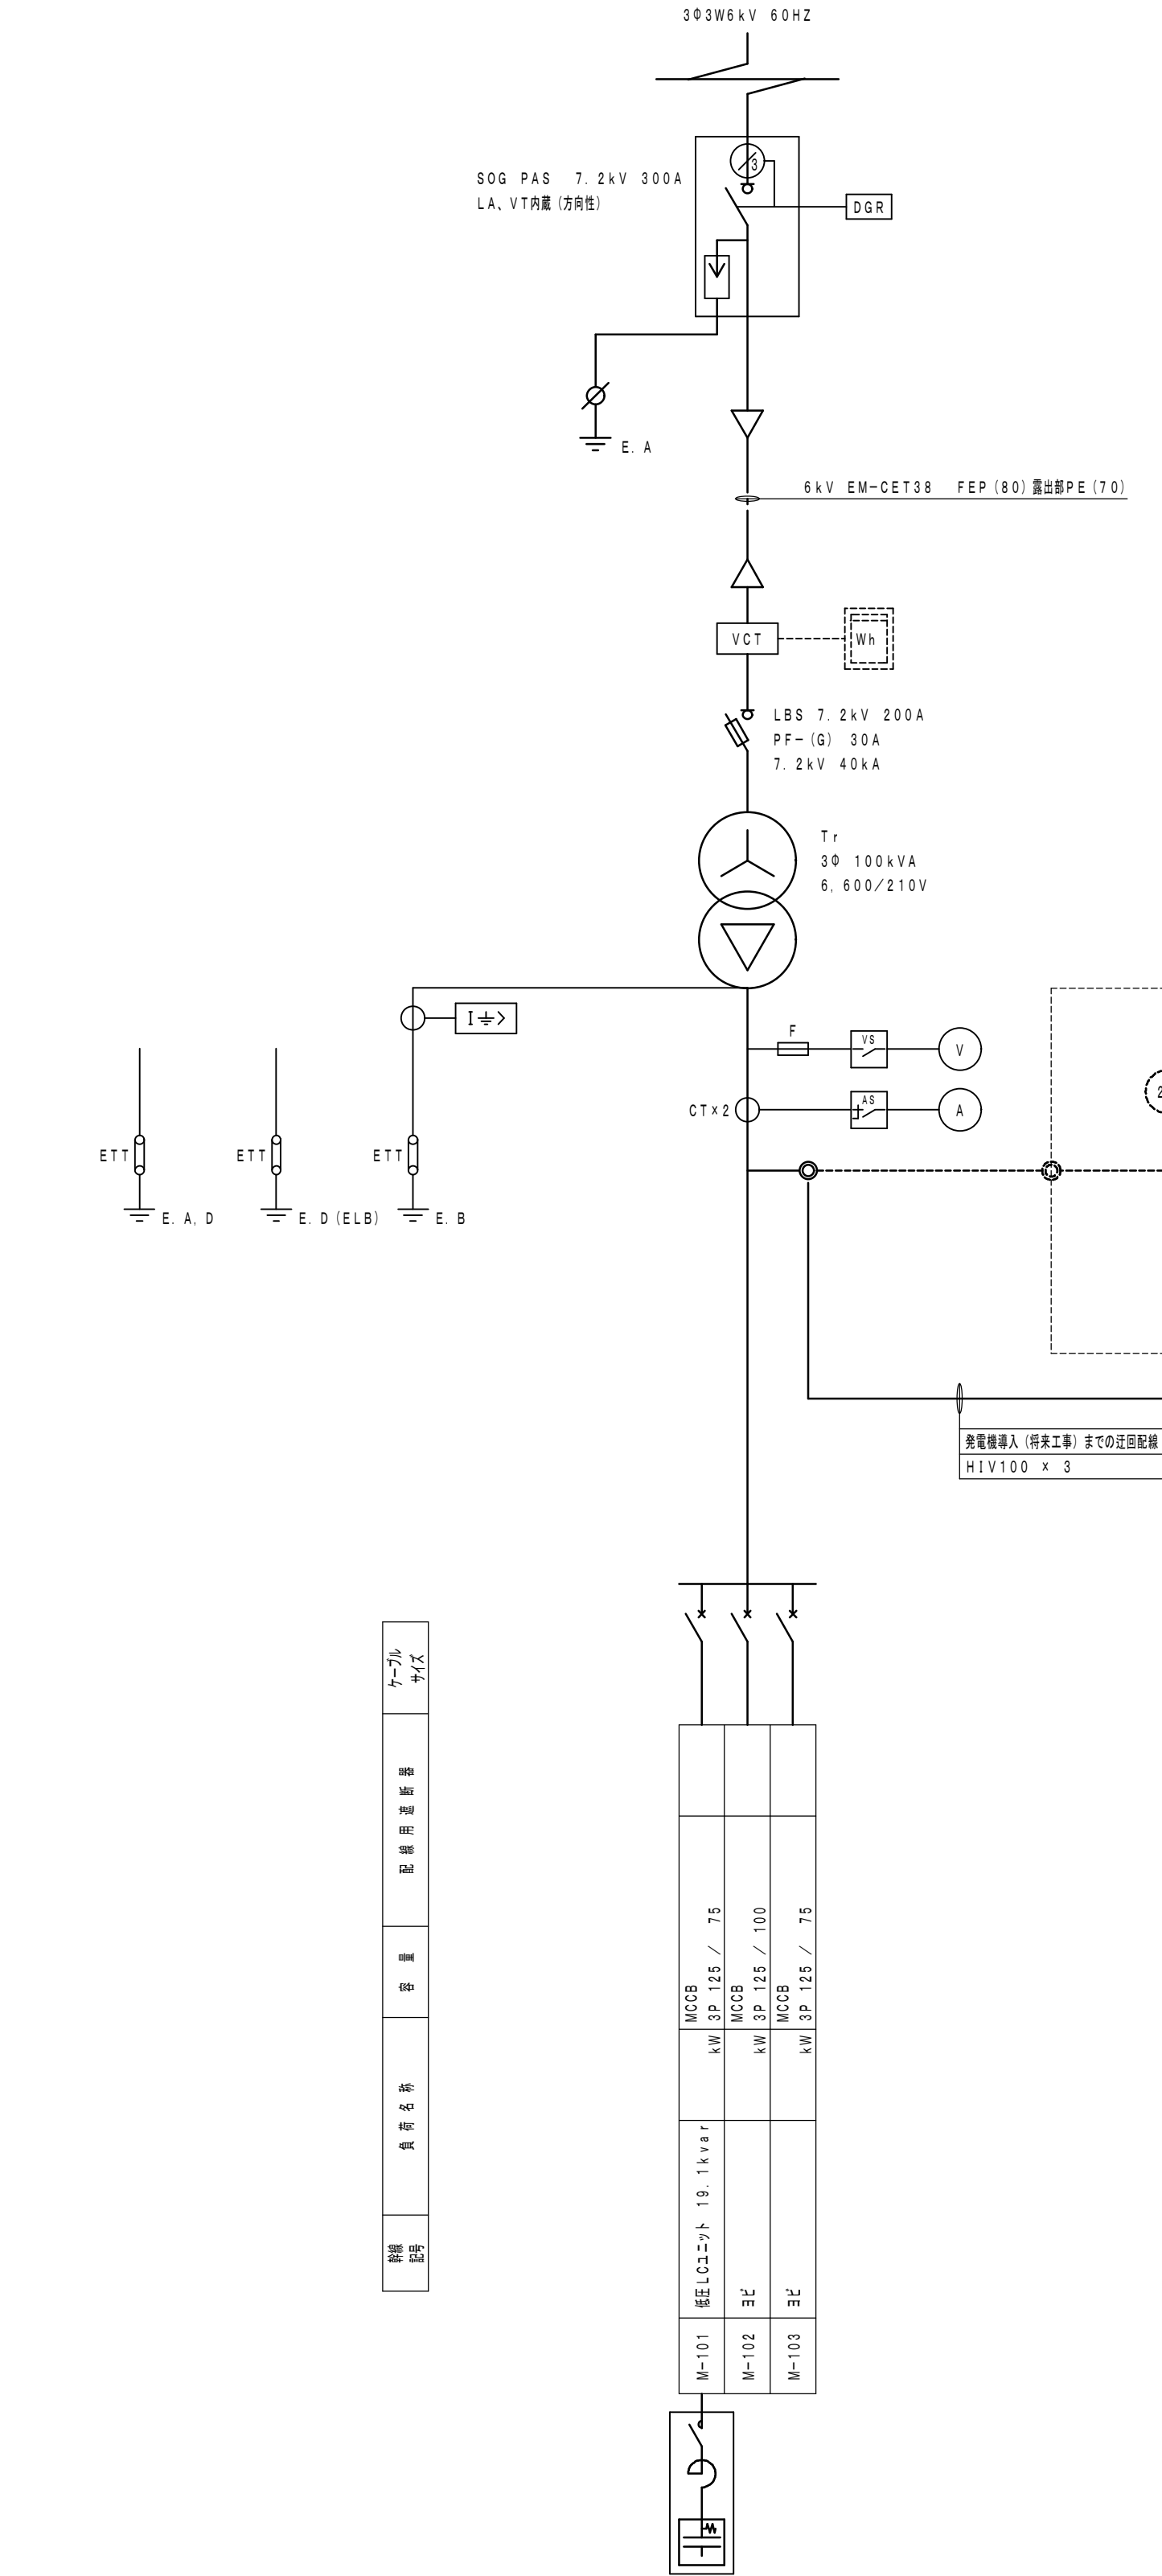 3Φ3W6kV 60HZ
3
SOG PAS 7.2kV 300A
LA、VT内蔵(方向性)
DGR
E.A
6kV EM-CET38 FEP(80)露出部PE(70)
VCT
Wh
LBS 7.2kV 200A
PF-(G) 30A
7.2kV 40kA
Tr
3Φ 100kVA
6,600/210V
I
F
VS
V
CT×2
AS
A
2
ETT
ETT
ETT
E.A,D
E.D(ELB)
E.B
発電機導入(将来工事)までの迂回配線
HIV100 × 3
ケーブル
サイズ
配線用遮断器
容量
負荷名称
幹線
記号
MCCB
3P 125 / 75
kW
低圧LCユニット 19.1kvar
M-101
MCCB
3P 125 / 100
kW
ヨビ
M-102
MCCB
3P 125 / 75
kW
ヨビ
M-103